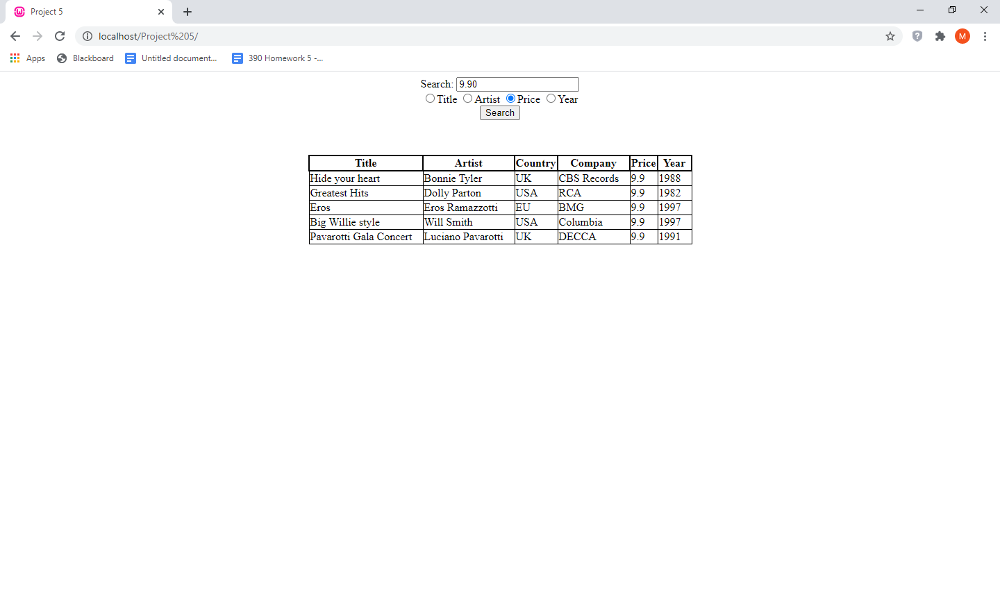 Project 5
localhost/Project%205/
M
Apps Blackboard Untitled document... 390 Homework 5 -...
Search: 9.90
Title Artist Price Year
Search
Title Artist Country Company Price Year
Hide your heart Bonnie Tyler UK CBS Records 9.9 1988
Greatest Hits Dolly Parton USA RCA 9.9 1982
Eros Eros Ramazzotti EU BMG 9.9 1997
Big Willie style Will Smith USA Columbia 9.9 1997
Pavarotti Gala Concert Luciano Pavarotti UK DECCA 9.9 1991